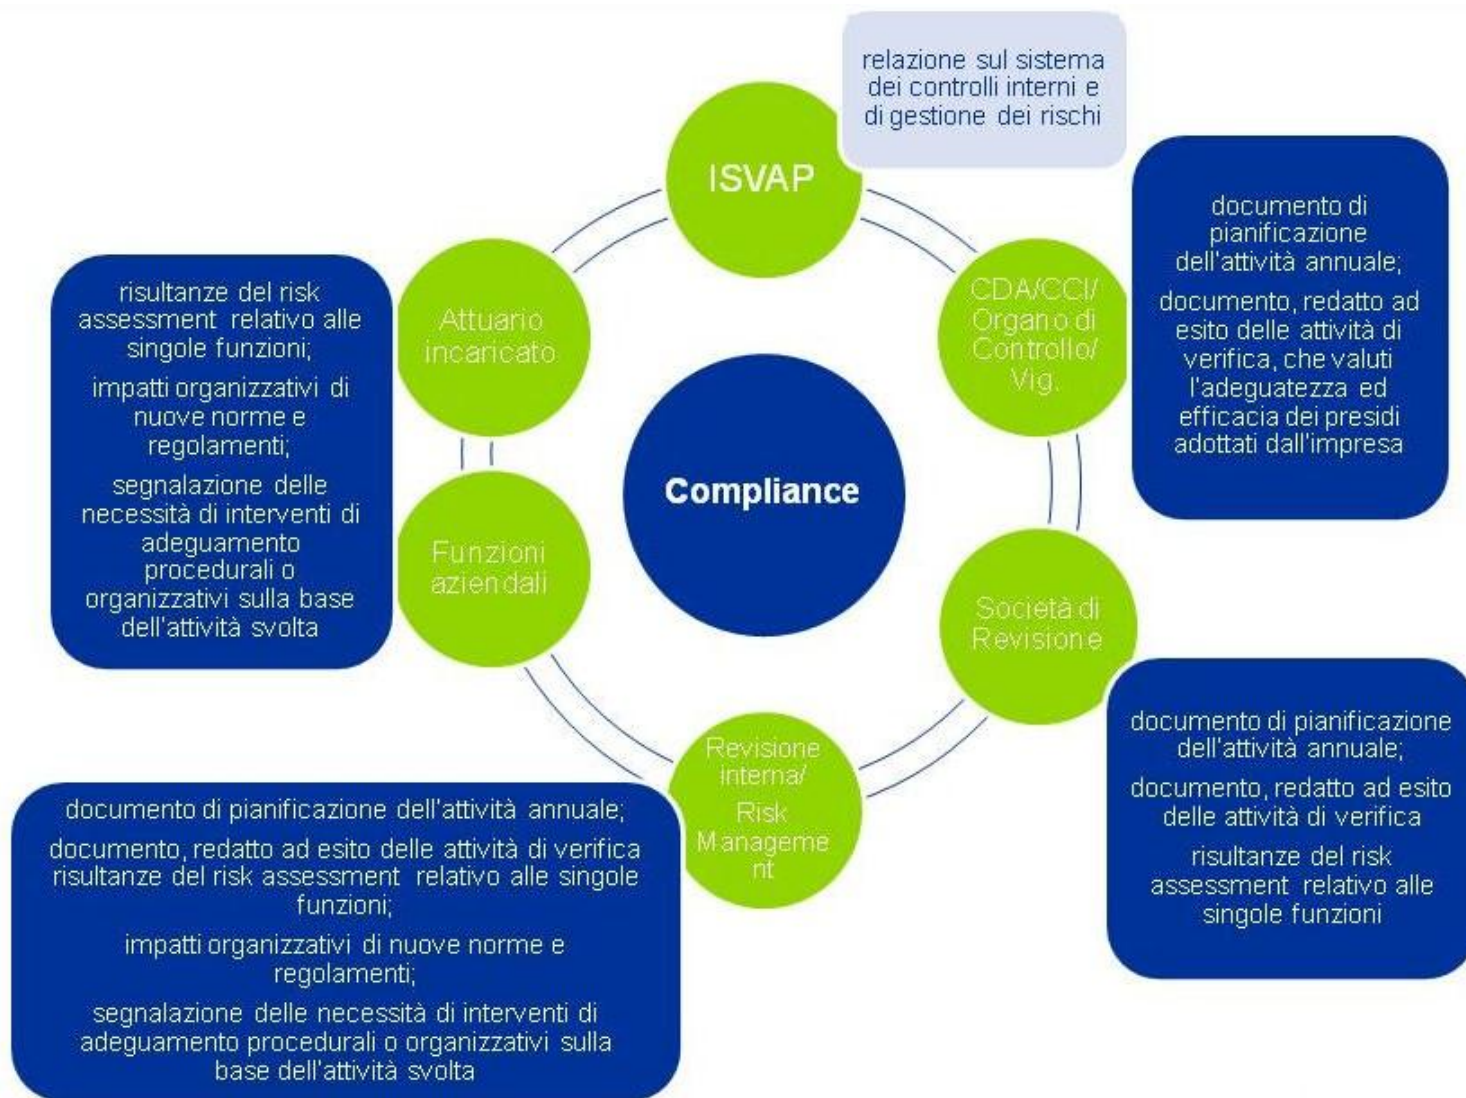 relazione sul sistema
dei controlli interni e
di gestione dei rischi
ISVAP
documento di
pianificazione
dell'attività annuale;
documento, redatto ad
esito delle attività di
verifica, che valuti
l'adeguatezza ed
efficacia dei presidi
adottati dall'impresa
CDA/CCI/
Organo di
Controllo/
Vig.
Attuario
incaricato
risultanze del risk
assessment relativo alle
singole funzioni;
impatti organizzativi di
nuove norme e
regolamenti;
segnalazione delle
necessità di interventi di
adeguamento
procedurali o
organizzativi sulla base
dell'attività svolta
Compliance
Funzioni
aziendali
Società di
Revisione
documento di pianificazione
dell'attività annuale;
documento, redatto ad esito
delle attività di verifica
risultanze del risk
assessment relativo alle
singole funzioni
Revisione
interna/
Risk
Manageme
nt
documento di pianificazione dell'attività annuale;
documento, redatto ad esito delle attività di verifica
risultanze del risk assessment relativo alle singole
funzioni;
impatti organizzativi di nuove norme e
regolamenti;
segnalazione delle necessità di interventi di
adeguamento procedurali o organizzativi sulla
base dell'attività svolta